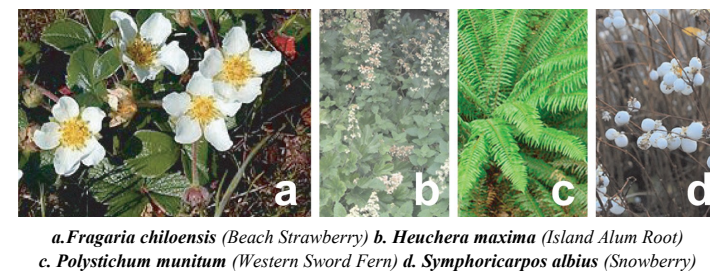 a b c d
a.Fragaria chiloensis (Beach Strawberry) b. Heuchera maxima (Island Alum Root)
c. Polystichum munitum (Western Sword Fern) d. Symphoricarpos albius (Snowberry)